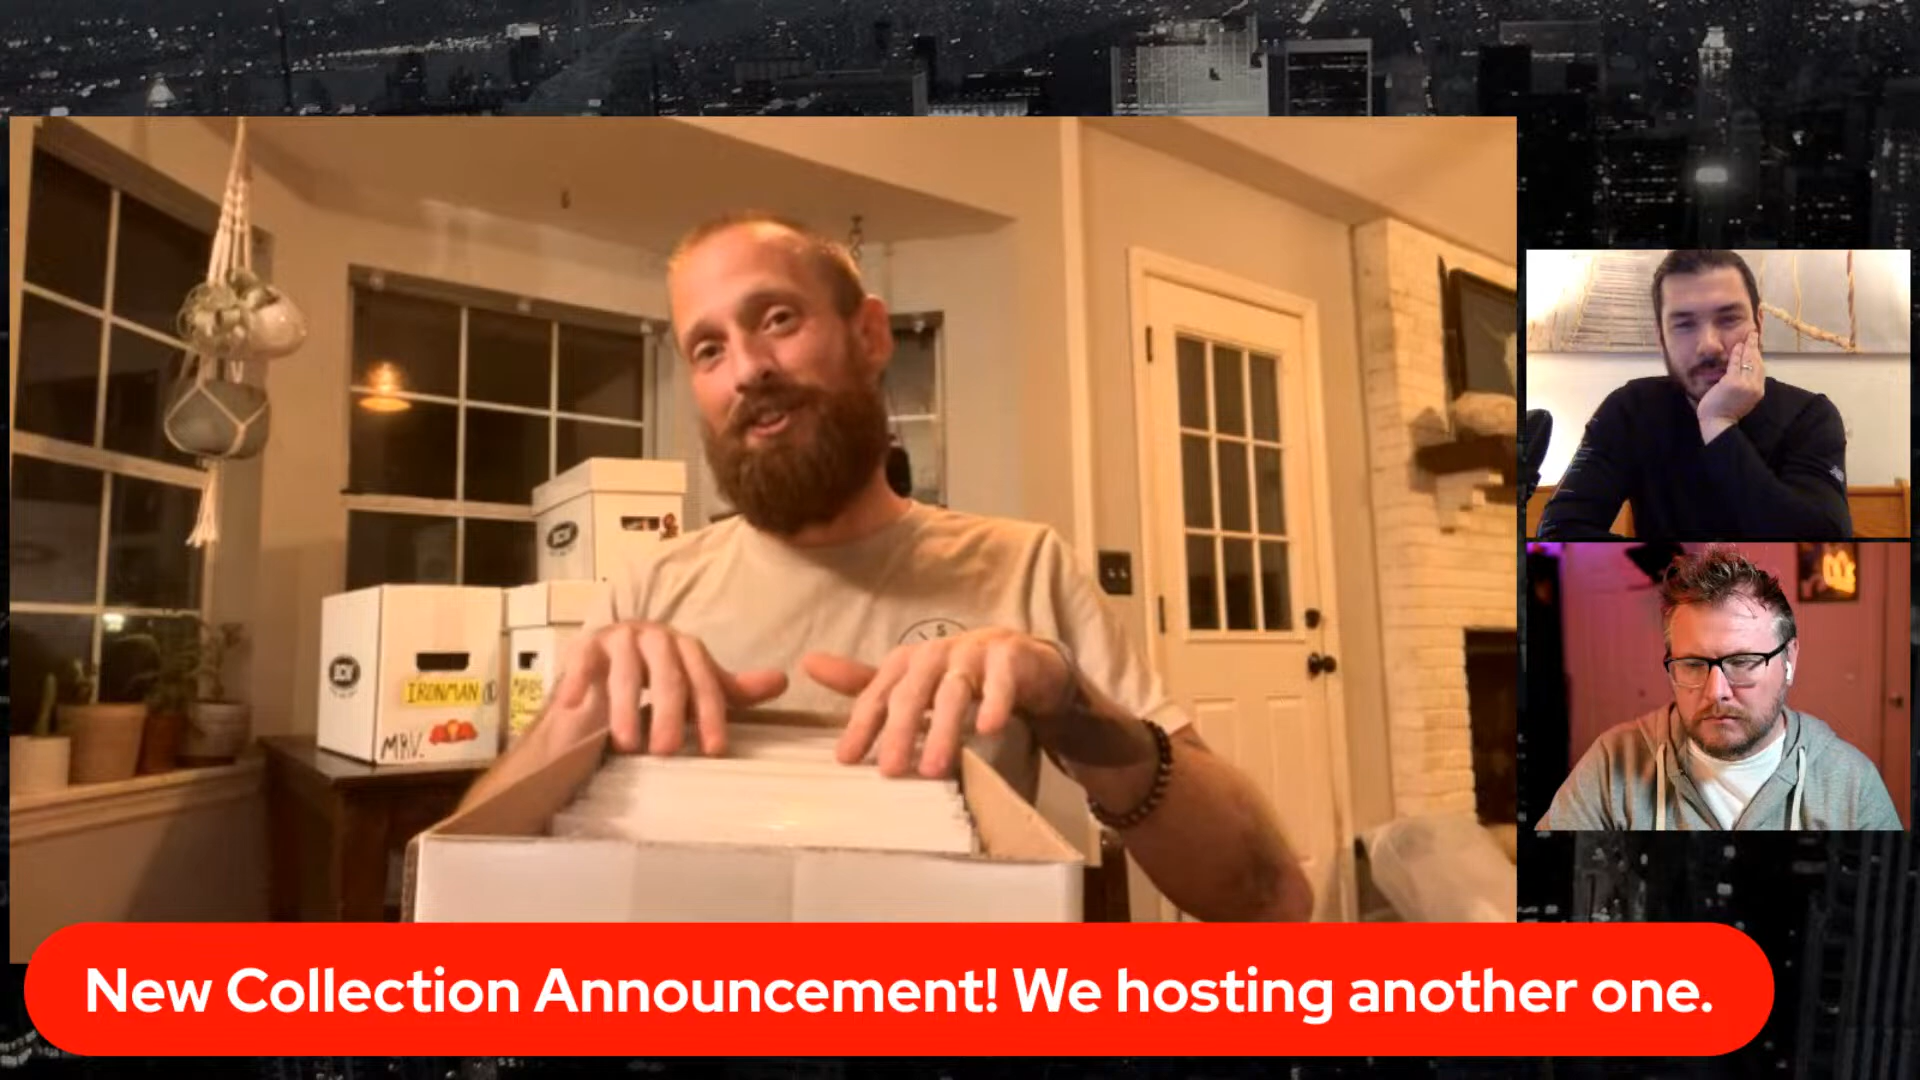 IRONMAN
MRV.
New Collection Announcement! We hosting another one.